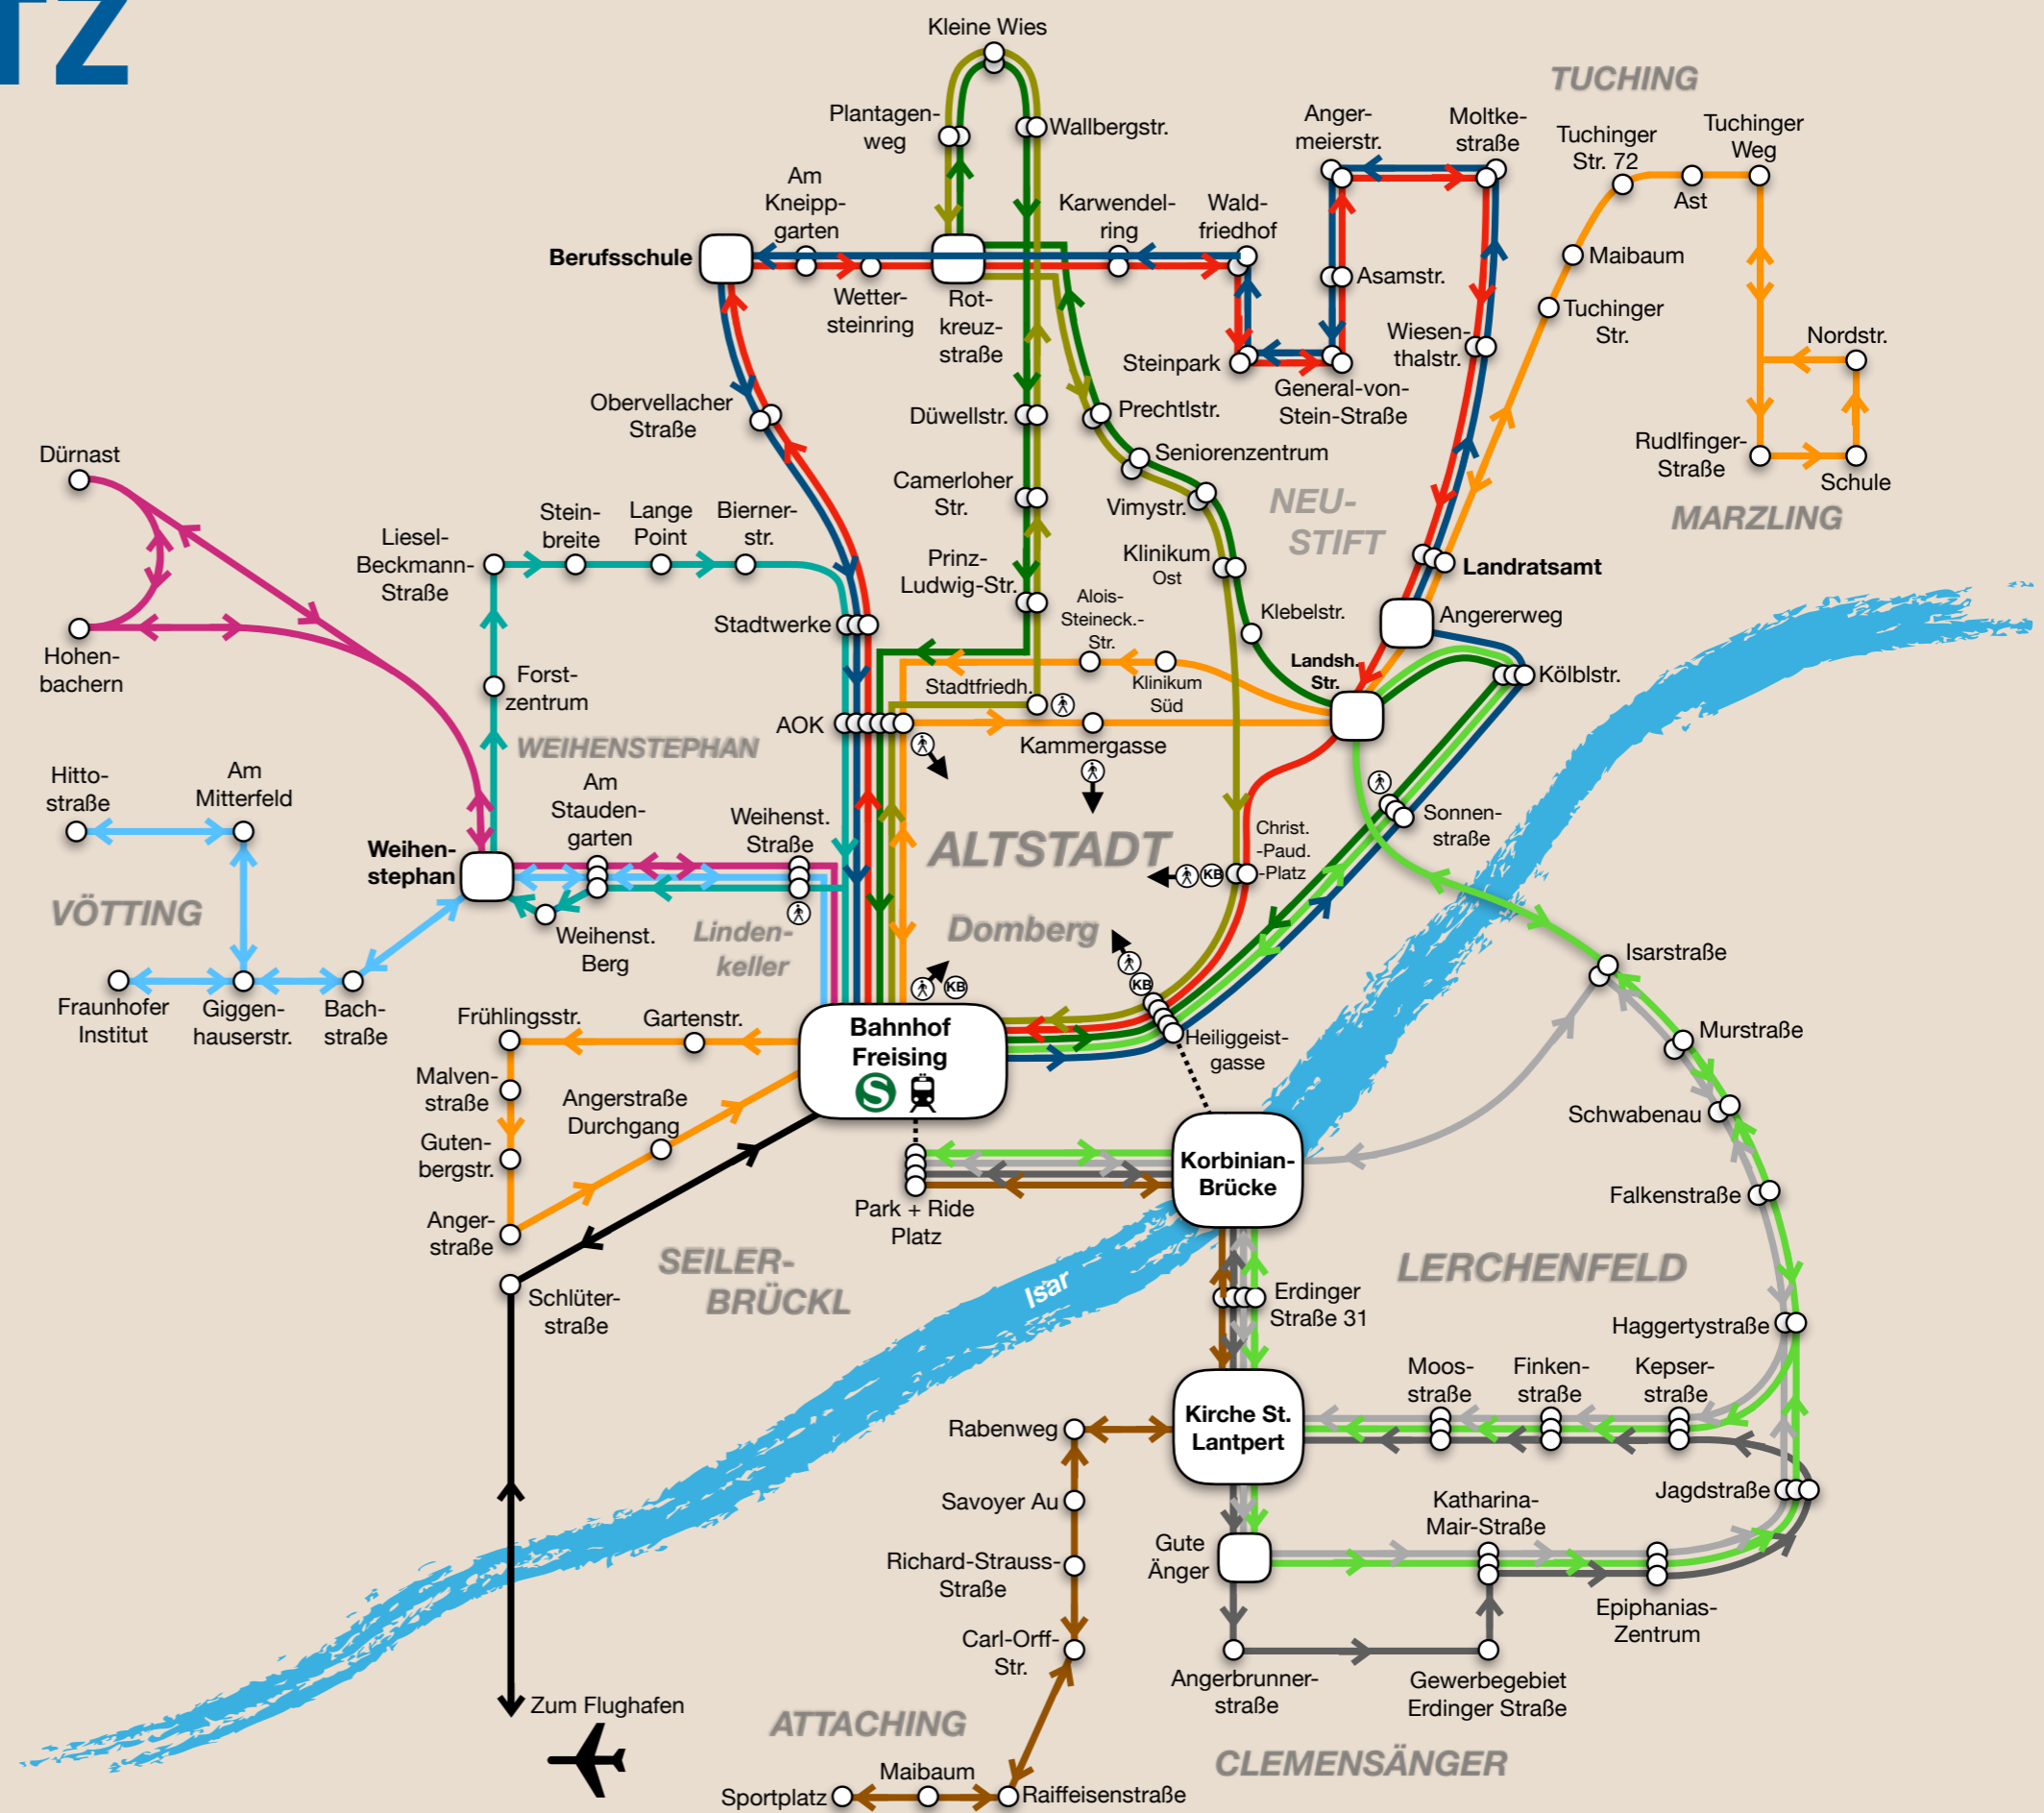 TZ
Kleine Wies
TUCHING
Plantagen-
weg
Wallbergstr.
Anger-
meierstr.
Moltke-
straße
Tuchinger
Str. 72
Tuchinger
Weg
Ast
Am
Kneipp-
garten
Karwendel-
ring
Wald-
friedhof
Berufsschule
Maibaum
Wetter-
steinring
Rot-
kreuz-
straße
Asamstr.
Tuchinger
Str.
Wiesen-
thalstr.
Nordstr.
Steinpark
General-von-
Stein-Straße
Obervellacher
Straße
Düwellstr.
Prechtlstr.
Rudlfinger-
Straße
Schule
Dürnast
Seniorenzentrum
Camerloher
Str.
Vimystr.
NEU-
STIFT
MARZLING
Liesel-
Beckmann-
Straße
Stein-
breite
Lange
Point
Bierner-
str.
Prinz-
Ludwig-Str.
Klinikum
Ost
Landratsamt
Stadtwerke
Alois-
Steineck.-
Str.
Klebelstr.
Angererweg
Hohen-
bachern
Forst-
zentrum
Stadtfriedh.
Klinikum
Süd
Landsh.
Str.
Kölblstr.
AOK
Kammergasse
WEIHENSTEPHAN
Hitto-
straße
Am
Mitterfeld
Am
Stauden-
garten
Weihenst.
Straße
ALTSTADT
Christ.
-Paud.
-Platz
KB
Sonnen-
straße
Weihen-
stephan
VÖTTING
Weihenst.
Berg
Linden-
keller
Domberg
KB
KB
Isarstraße
Fraunhofer
Institut
Giggen-
hauserstr.
Bach-
straße
Frühlingsstr.
Gartenstr.
Bahnhof
Freising
S
Heiliggeist-
gasse
Murstraße
Malven-
straße
Angerstraße
Durchgang
Schwabenau
Guten-
bergstr.
Korbinian-
Brücke
Falkenstraße
Anger-
straße
Park + Ride
Platz
SEILER-
BRÜCKL
Isar
LERCHENFELD
Schlüter-
straße
Erdinger
Straße 31
Haggertystraße
Moos-
straße
Finken-
straße
Kepser-
straße
Rabenweg
Kirche St.
Lantpert
Savoyer Au
Jagdstraße
Katharina-
Mair-Straße
Richard-Strauss-
Straße
Gute
Änger
Epiphanias-
Zentrum
Carl-Orff-
Str.
Angerbrunner-
straße
Gewerbegebiet
Erdinger Straße
Zum Flughafen
ATTACHING
CLEMENSÄNGER
Sportplatz
Maibaum
Raiffeisenstraße